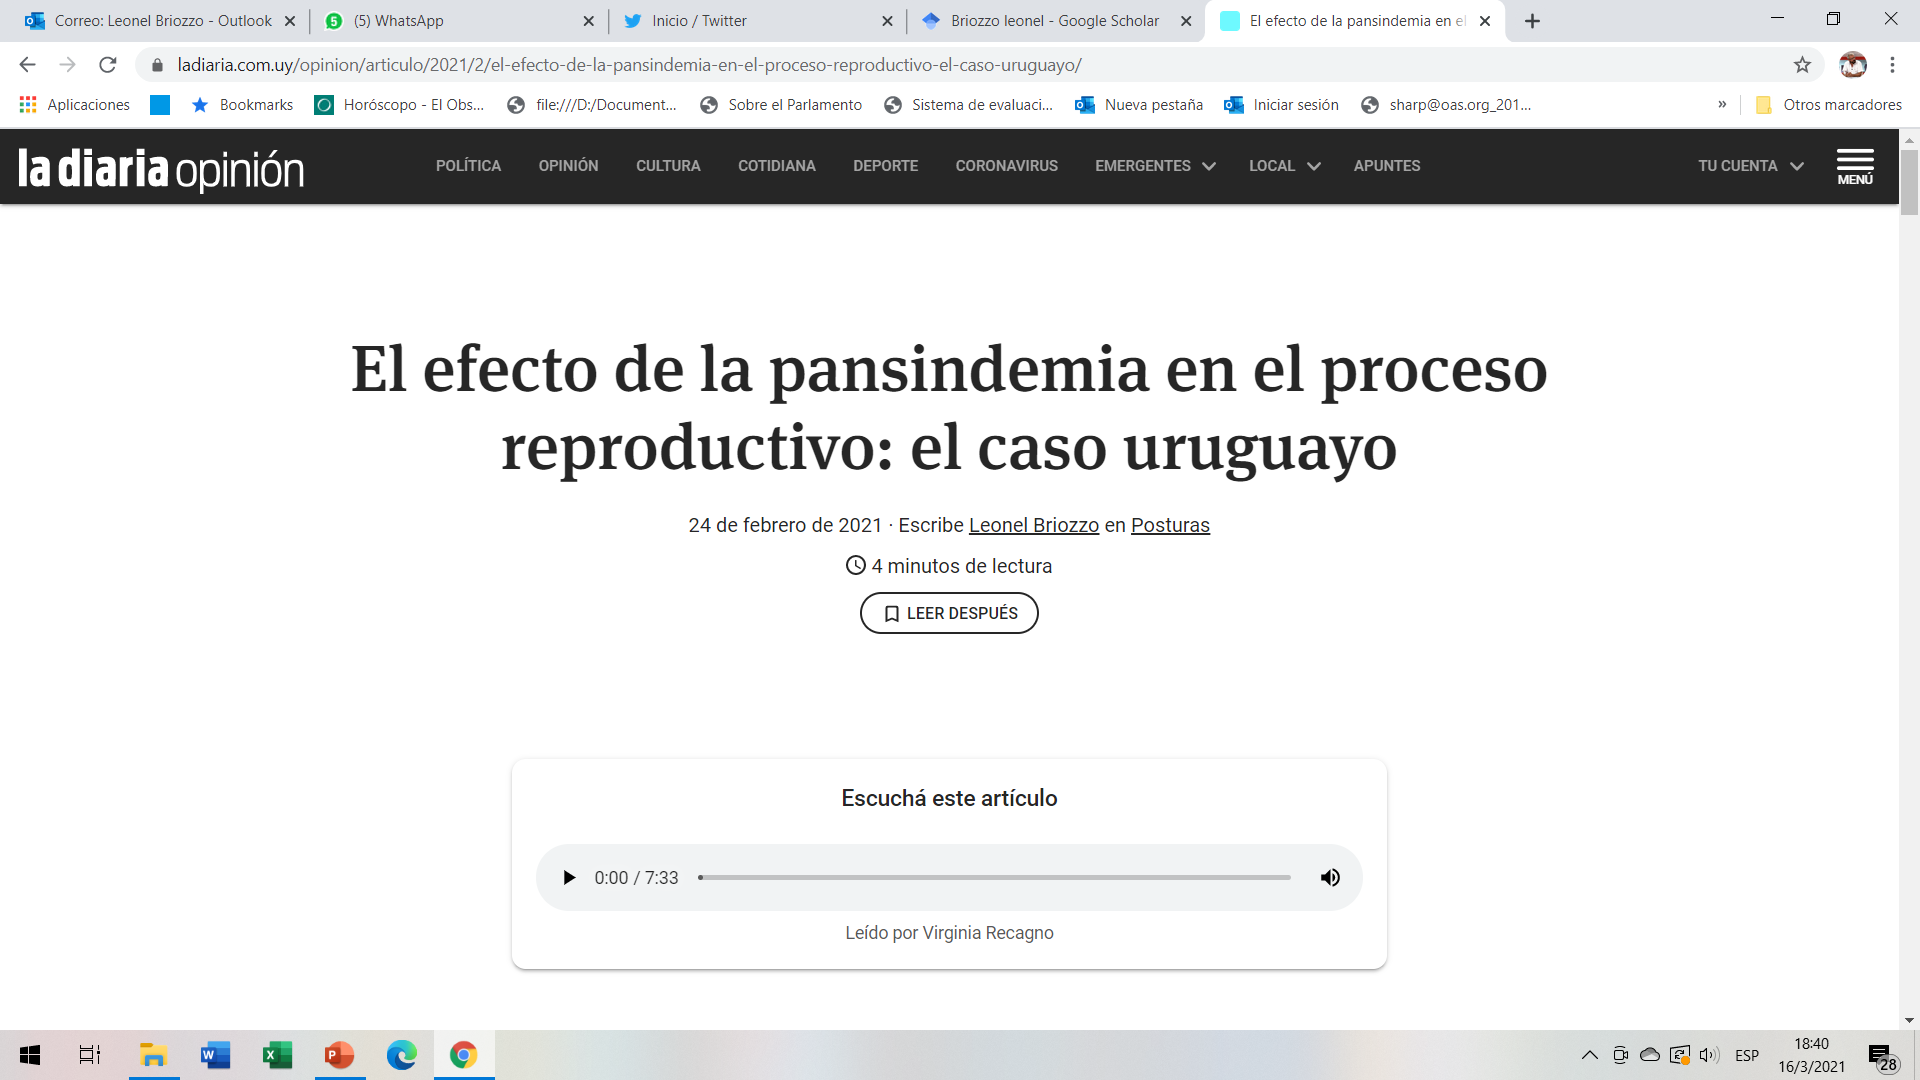 Correo: Leonel Briozzo - Outlook
(5) WhatsApp
Inicio / Twitter
Briozzo leonel - Google Scholar
El efecto de la pansindemia en el
ladiaria.com.uy/opinion/articulo/2021/2/el-efecto-de-la-pansindemia-en-el-proceso-reproductivo-el-caso-uruguayo/
Aplicaciones
Bookmarks
Horóscopo - El Obs...
file:///D:/Document...
Sobre el Parlamento
Sistema de evaluaci...
Nueva pestaña
Iniciar sesión
sharp@oas.org_201...
»
Otros marcadores
la diaria opinión
POLÍTICA
OPINIÓN
CULTURA
COTIDIANA
DEPORTE
CORONAVIRUS
EMERGENTES
LOCAL
APUNTES
TU CUENTA
MENÚ
El efecto de la pansindemia en el proceso
reproductivo: el caso uruguayo
24 de febrero de 2021 · Escribe Leonel Briozzo en Posturas
4 minutos de lectura
LEER DESPUÉS
Escuchá este artículo
0:00 / 7:33
Leído por Virginia Recagno
ESP
18:40
16/3/2021
28